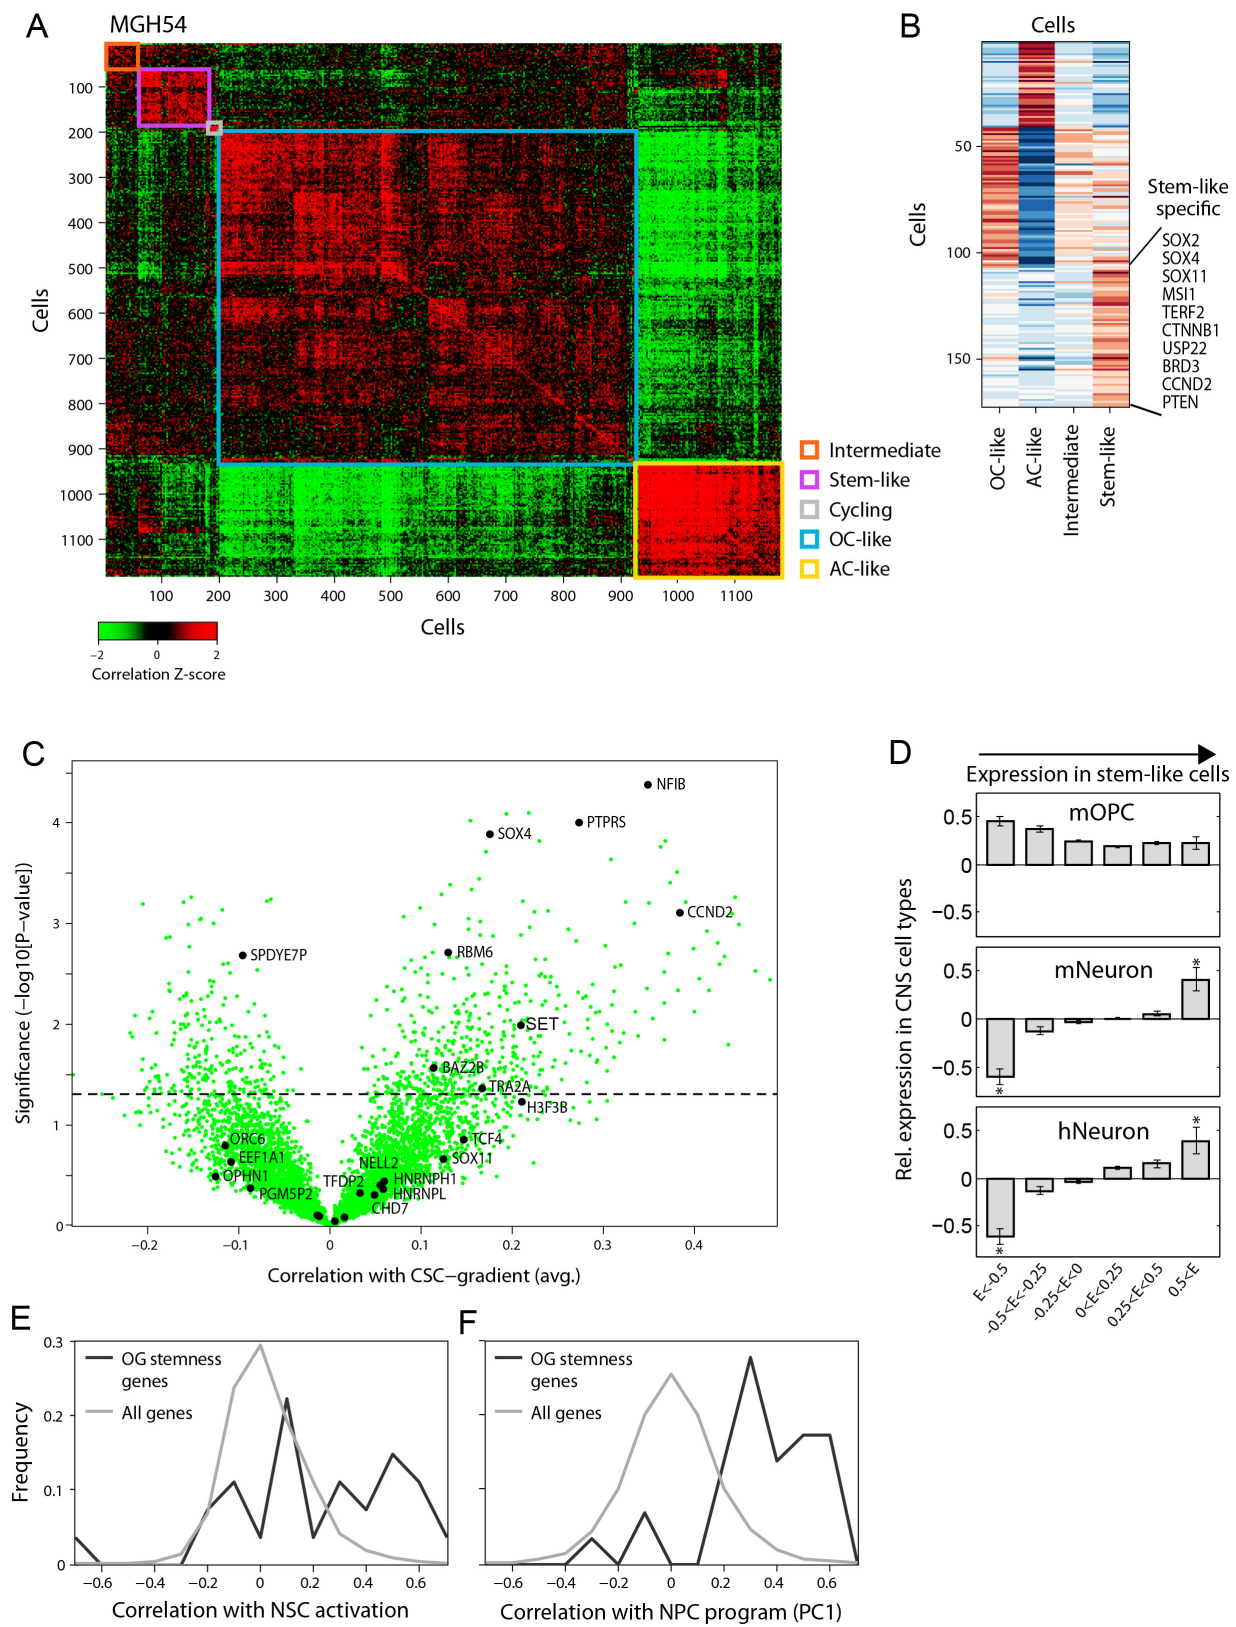 A
MGH54
100
200
300
400
500
600
700
800
900
1000
1100
Cells
100
200
300
400
500
600
700
800
900
1000
1100
Cells
−2
0
2
Correlation Z-score
Intermediate
Stem-like
Cycling
OC-like
AC-like
B
Cells
50
100
150
Cells
OC-like
AC-like
Intermediate
Stem-like
Stem-like
specific
SOX2
SOX4
SOX11
MSI1
TERF2
CTNNB1
USP22
BRD3
CCND2
PTEN
C
Significance (−log10[P−value])
4
3
2
1
0
NFIB
PTPRS
SOX4
CCND2
SPDYE7P
RBM6
SET
BAZ2B
TRA2A
H3F3B
ORC6
TCF4
EEF1A1
NELL2
SOX11
OPHN1
TFDP2
HNRNPH1
PGM5P2
HNRNPL
CHD7
−0.2
−0.1
0
0.1
0.2
0.3
0.4
Correlation with CSC−gradient (avg.)
D
Expression in stem-like cells
Rel. expression in CNS cell types
mOPC
0.5
0
−0.5
mNeuron
0.5
0
−0.5
*
*
hNeuron
0.5
0
−0.5
*
*
E<-0.5
-0.5<E<-0.25
-0.25<E<0
0<E<0.25
0.25<E<0.5
0.5<E
E
0.3
0.2
0.1
0
Frequency
OG stemness
genes
All genes
−0.6
−0.4
−0.2
0
0.2
0.4
0.6
Correlation with NSC activation
F
OG stemness
genes
All genes
−0.6
−0.4
−0.2
0
0.2
0.4
0.6
Correlation with NPC program (PC1)